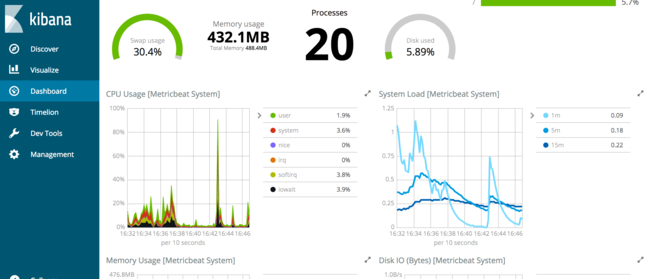 kibana
Discover
Visualize
Dashboard
Timelion
Dev Tools
Management
/
5.7%
Swap usage
30.4%
Memory usage
432.1MB
Total Memory 488.4MB
Processes
20
Disk used
5.89%
CPU Usage [Metricbeat System]
100%
80%
60%
40%
20%
0%
16:32 16:34 16:36 16:38 16:40 16:42 16:44 16:46
per 10 seconds
user 1.9%
system 3.6%
nice 0%
irq 0%
softirq 3.8%
iowait 3.9%
System Load [Metricbeat System]
1.25
1
0.75
0.5
0.25
0
16:32 16:34 16:36 16:38 16:40 16:42 16:44 16:46
per 10 seconds
1m 0.09
5m 0.18
15m 0.22
Memory Usage [Metricbeat System]
476.8MB
Disk IO (Bytes) [Metricbeat System]
1.0B/s